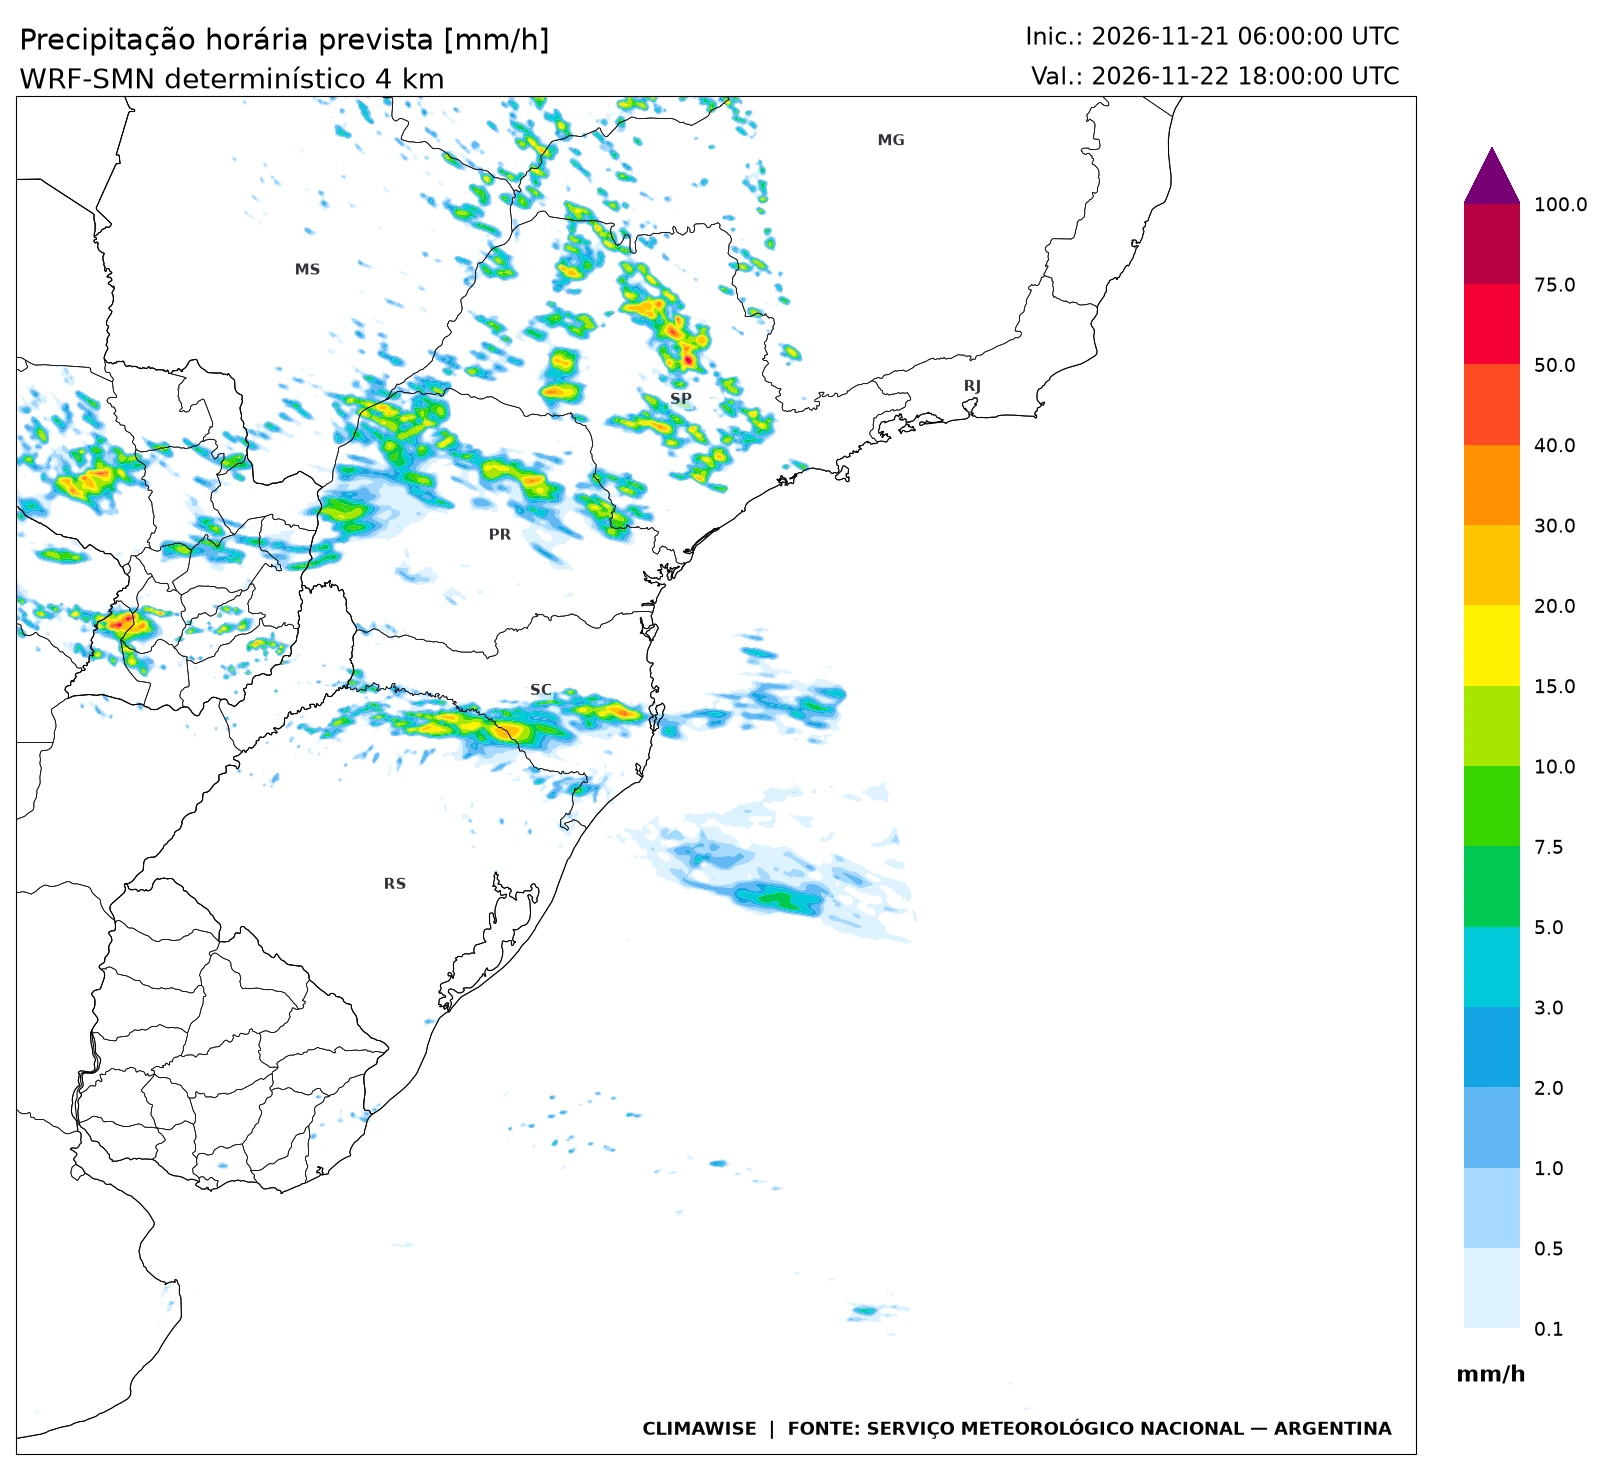 Precipitação horária prevista [mm/h]
WRF-SMN determinístico 4 km
Inic.: 2026-11-21 06:00:00 UTC
Val.: 2026-11-22 18:00:00 UTC
MG
MS
RJ
SP
PR
SC
RS
100.0
75.0
50.0
40.0
30.0
20.0
15.0
10.0
7.5
5.0
3.0
2.0
1.0
0.5
0.1
mm/h
CLIMAWISE | FONTE: SERVIÇO METEOROLÓGICO NACIONAL — ARGENTINA